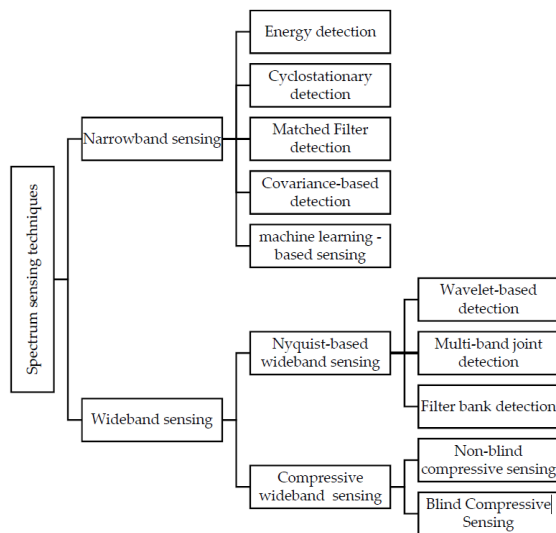 Spectrum sensing techniques
Narrowband sensing
Energy detection
Cyclostationary
detection
Matched Filter
detection
Covariance-based
detection
machine learning -
based sensing
Wideband sensing
Nyquist-based
wideband sensing
Wavelet-based
detection
Multi-band joint
detection
Filter bank detection
Compressive
wideband sensing
Non-blind
compressive sensing
Blind Compressive
Sensing